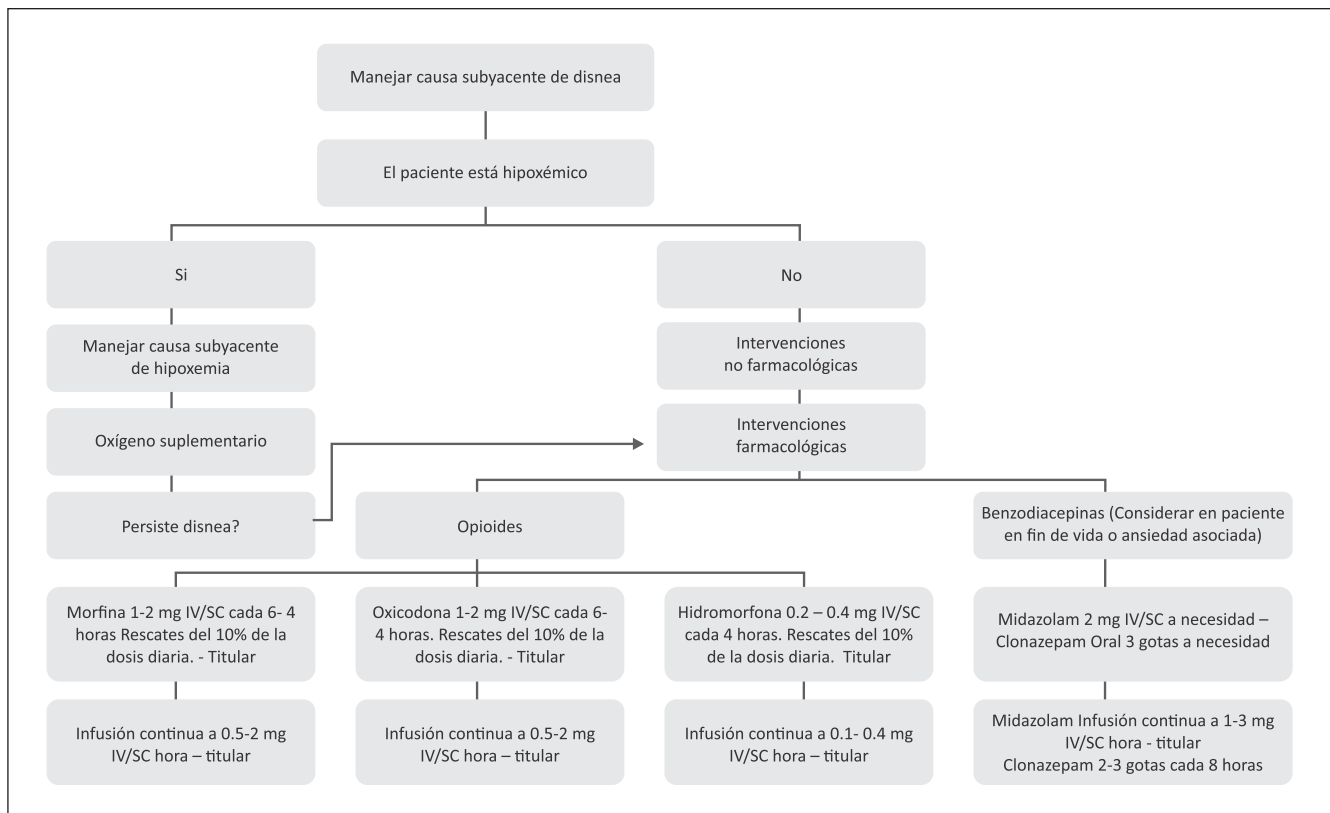 Manejar causa subyacente de disnea
El paciente está hipoxémico
Si
No
Manejar causa subyacente
de hipoxemia
Intervenciones
no farmacológicas
Oxígeno suplementario
Intervenciones
farmacológicas
Persiste disnea?
Opioides
Benzodiacepinas (Considerar en paciente
en fin de vida o ansiedad asociada)
Morfina 1-2 mg IV/SC cada 6- 4
horas Rescates del 10% de la
dosis diaria. - Titular
Oxicodona 1-2 mg IV/SC cada 6-
4 horas. Rescates del 10% de la
dosis diaria. - Titular
Hidromorfona 0.2 – 0.4 mg IV/SC
cada 4 horas. Rescates del 10%
de la dosis diaria. Titular
Midazolam 2 mg IV/SC a necesidad –
Clonazepam Oral 3 gotas a necesidad
Infusión continua a 0.5-2 mg
IV/SC hora – titular
Infusión continua a 0.5-2 mg
IV/SC hora – titular
Infusión continua a 0.1- 0.4 mg
IV/SC hora – titular
Midazolam Infusión continua a 1-3 mg
IV/SC hora - titular
Clonazepam 2-3 gotas cada 8 horas